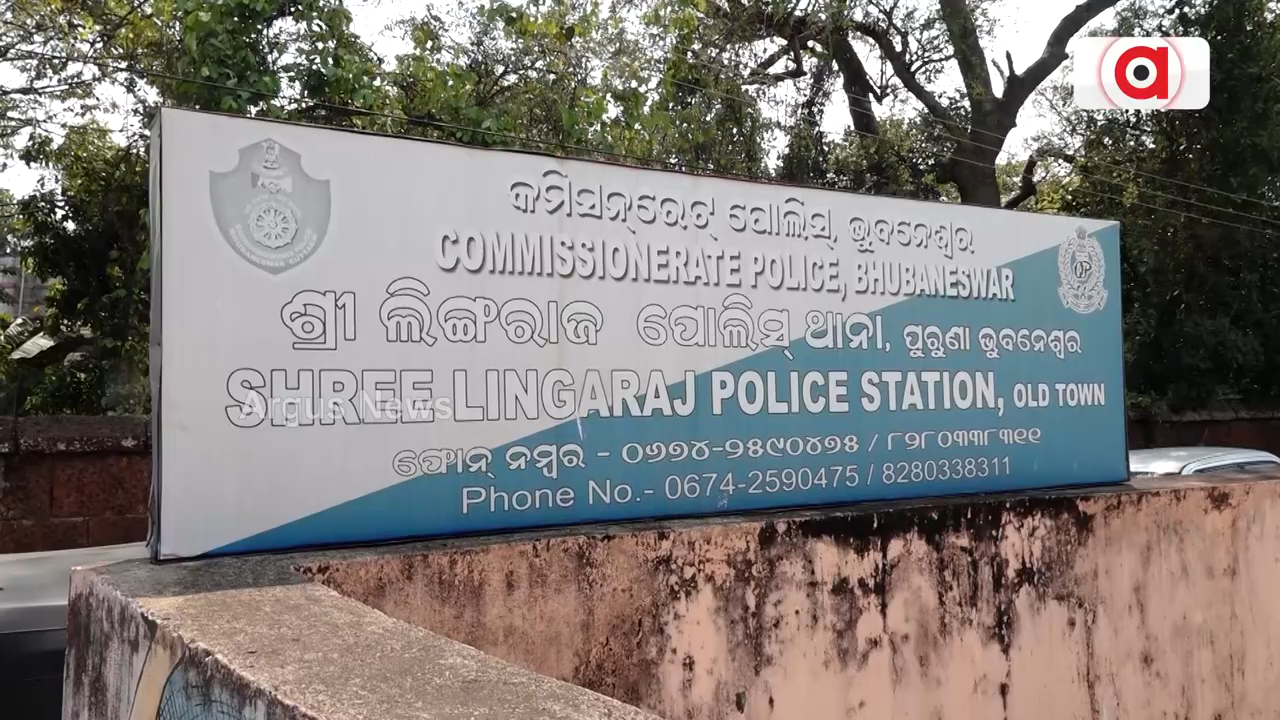 କମିସନ୍‌ରେଟ୍ ପୋଲିସ୍, ଭୁବନେଶ୍ୱର
COMMISSIONERATE POLICE, BHUBANESWAR
ଶ୍ରୀ ଲିଙ୍ଗରାଜ ପୋଲିସ୍ ଥାନା, ପୁରୁଣା ଭୁବନେଶ୍ୱର
SHREE LINGARAJ POLICE STATION, OLD TOWN
Argus News
ଫୋନ୍ ନମ୍ବର - ୦୬୭୪-୨୫୯୦୪୭୫ / ୮୨୮୦୩୩୮୩୧୧
Phone No.- 0674-2590475 / 8280338311
a